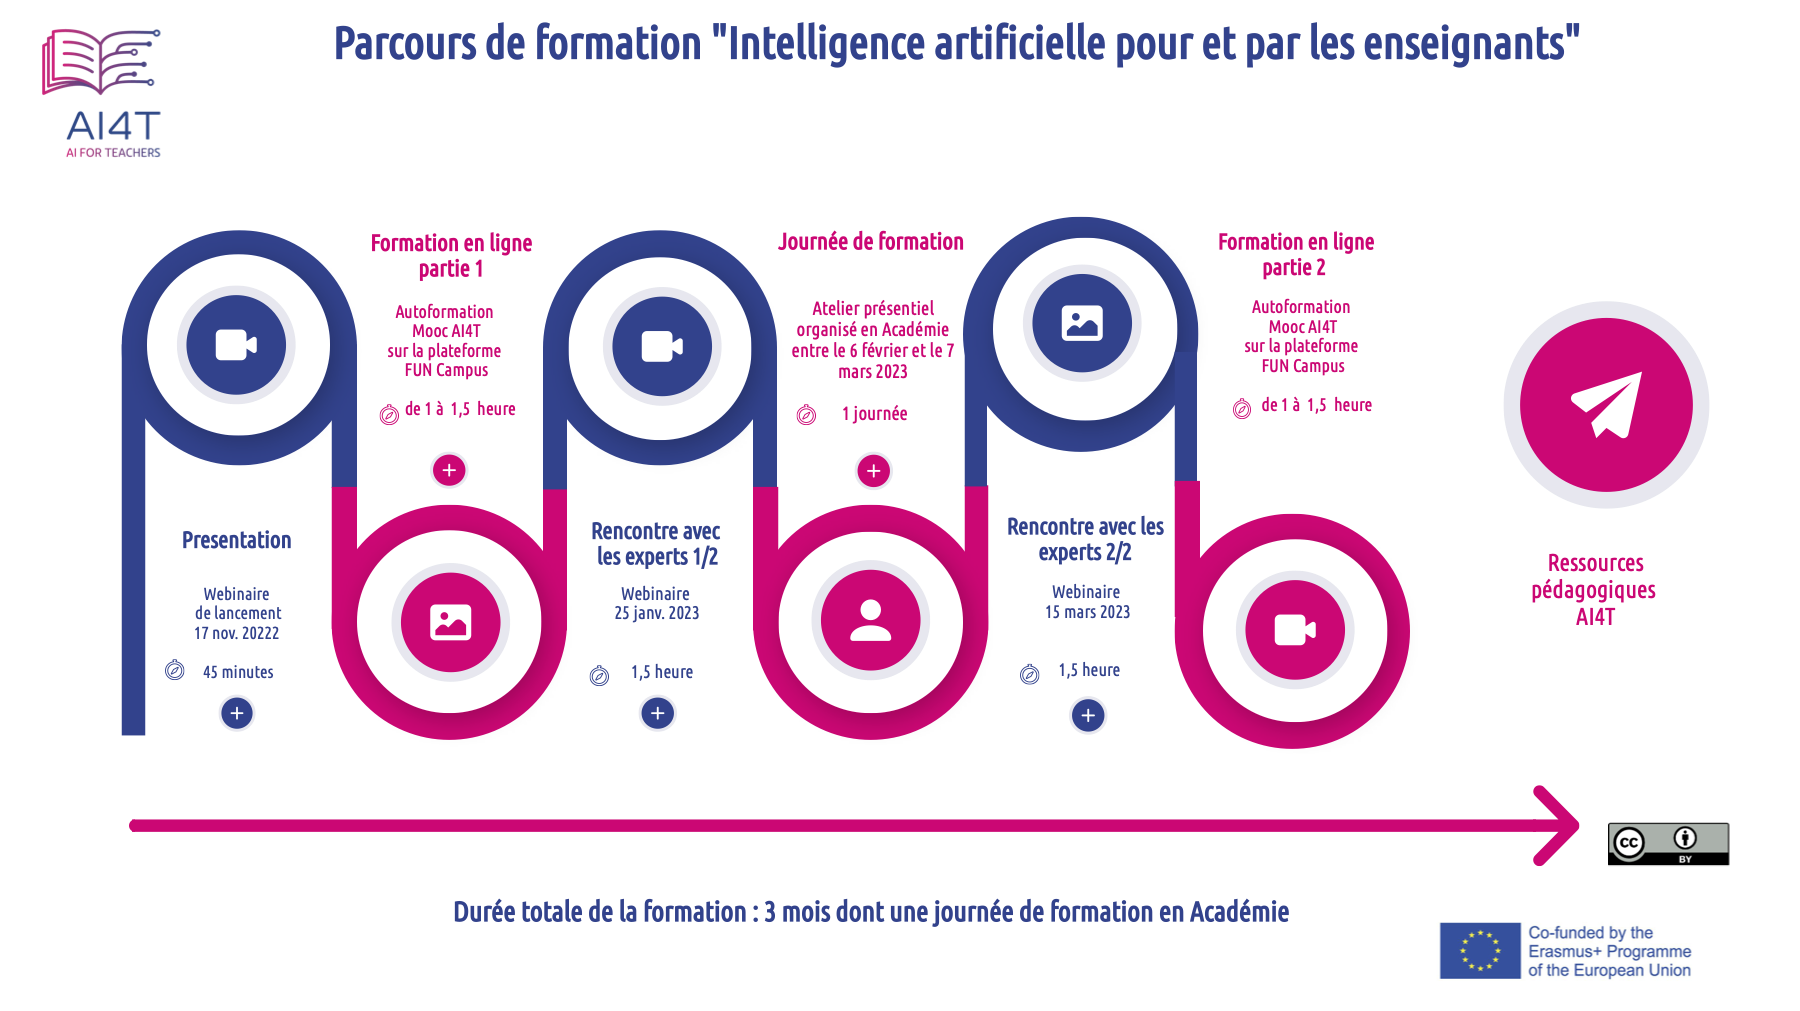 Parcours de formation "Intelligence artificielle pour et par les enseignants"
AI4T
AI FOR TEACHERS
Presentation
Webinaire
de lancement
17 nov. 20222
45 minutes
Formation en ligne
partie 1
Autoformation
Mooc AI4T
sur la plateforme
FUN Campus
de 1 à 1,5 heure
Rencontre avec
les experts 1/2
Webinaire
25 janv. 2023
1,5 heure
Journée de formation
Atelier présentiel
organisé en Académie
entre le 6 février et le 7
mars 2023
1 journée
Rencontre avec les
experts 2/2
Webinaire
15 mars 2023
1,5 heure
Formation en ligne
partie 2
Autoformation
Mooc AI4T
sur la plateforme
FUN Campus
de 1 à 1,5 heure
Ressources
pédagogiques
AI4T
cc
BY
Durée totale de la formation : 3 mois dont une journée de formation en Académie
Co-funded by the
Erasmus+ Programme
of the European Union